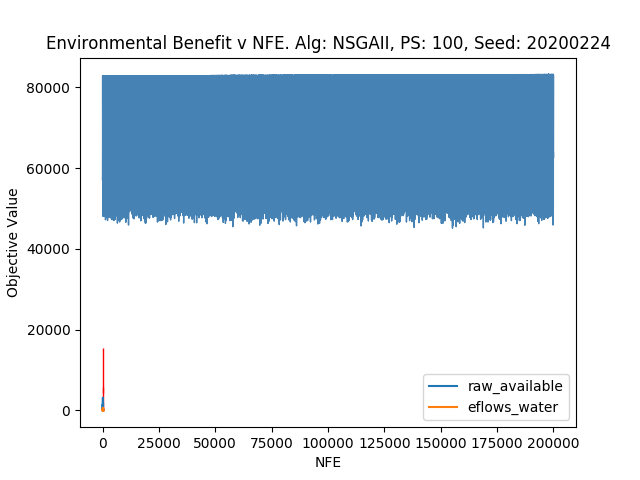 Environmental Benefit v NFE. Alg: NSGAII, PS: 100, Seed: 20200224
80000
60000
40000
20000
0
Objective Value
raw_available
eflows_water
0 25000 50000 75000 100000 125000 150000 175000 200000
NFE